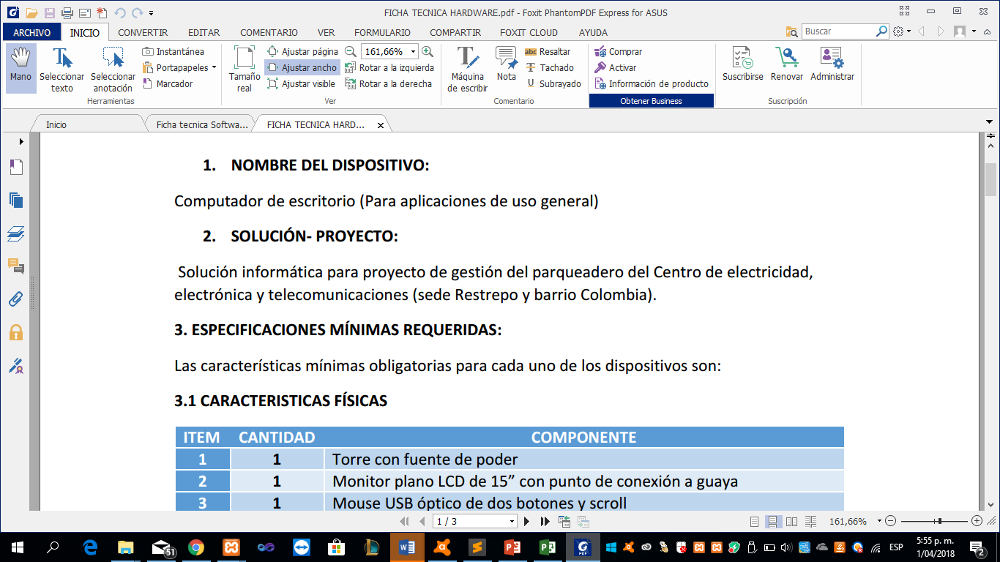 FICHA TECNICA HARDWARE.pdf - Foxit PhantomPDF Express for ASUS
ARCHIVO INICIO CONVERTIR EDITAR COMENTARIO VER FORMULARIO COMPARTIR FOXIT CLOUD AYUDA Buscar
Mano
Seleccionar texto
Seleccionar anotación
Instantánea
Portapapeles
Marcador
Herramientas
Tamaño real
Ajustar página
Ajustar ancho
Ajustar visible
161,66%
Rotar a la izquierda
Rotar a la derecha
Ver
Máquina de escribir
Nota
abc Resaltar
T Tachado
U Subrayado
Comentario
Comprar
Activar
Información de producto
Obtener Business
Suscribirse
Renovar
Administrar
Suscripción
Inicio
Ficha tecnica Softwa...
FICHA TECNICA HARD...
1. NOMBRE DEL DISPOSITIVO:
Computador de escritorio (Para aplicaciones de uso general)
2. SOLUCIÓN- PROYECTO:
Solución informática para proyecto de gestión del parqueadero del Centro de electricidad,
electrónica y telecomunicaciones (sede Restrepo y barrio Colombia).
3. ESPECIFICACIONES MÍNIMAS REQUERIDAS:
Las características mínimas obligatorias para cada uno de los dispositivos son:
3.1 CARACTERISTICAS FÍSICAS
ITEM CANTIDAD COMPONENTE
1 1 Torre con fuente de poder
2 1 Monitor plano LCD de 15” con punto de conexión a guaya
3 1 Mouse USB óptico de dos botones y scroll
1 / 3
161,66%
51
PDF
ESP
5:55 p. m.
1/04/2018
2